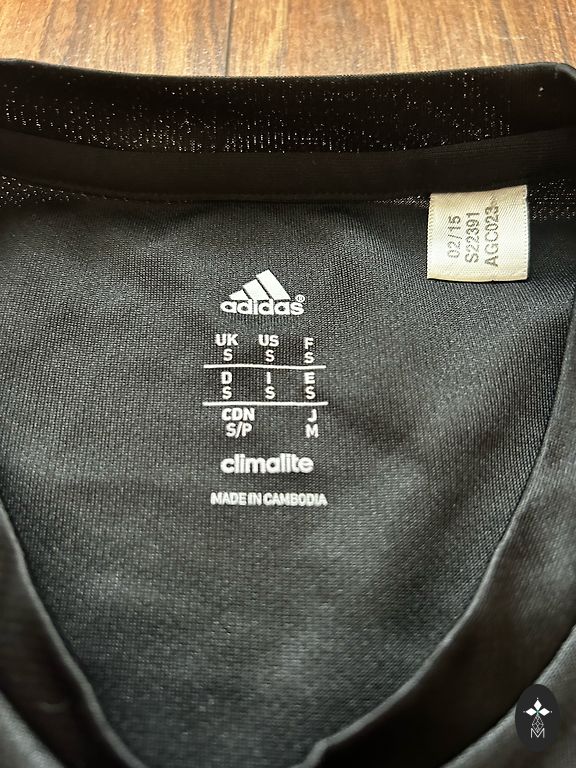 02/15
S22391
AGC023
adidas®
UK US F
S S S
D I E
S S S
CDN J
S/P M
climalite
MADE IN CAMBODIA
M